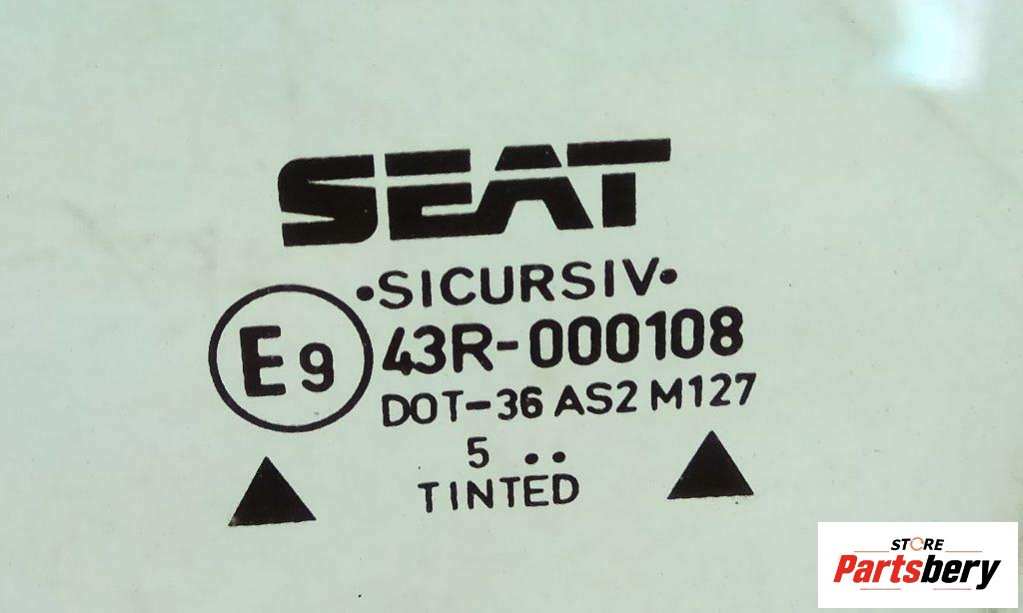 SEAT
•SICURSIV•
E9 43R-000108
DOT-36 AS2 M127
5 ..
TINTED
STORE
Partsbery